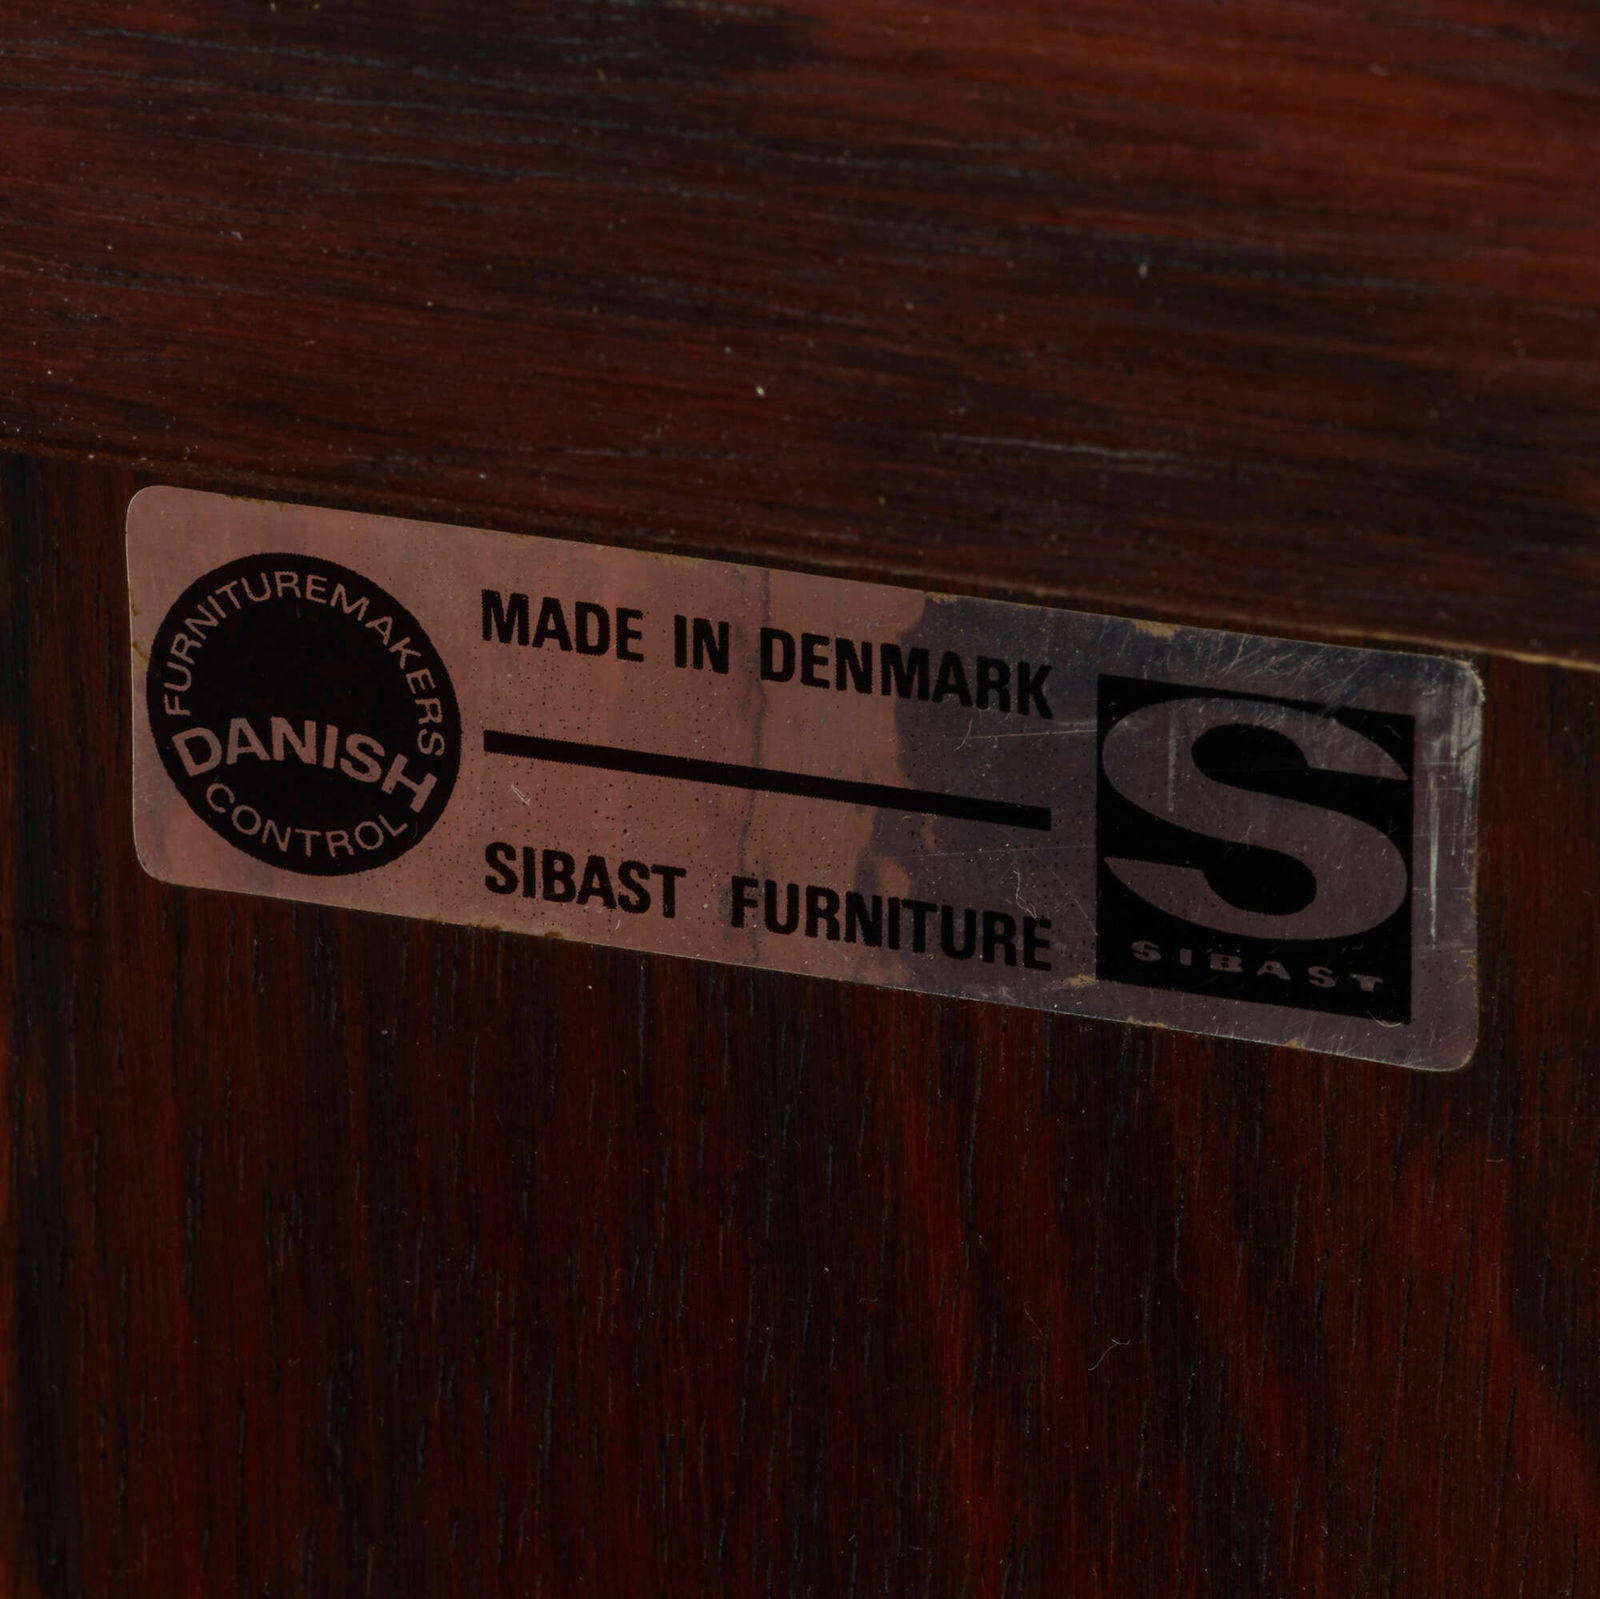 FURNITUREMAKERS
DANISH
CONTROL
MADE IN DENMARK
SIBAST FURNITURE
S
SIBAST